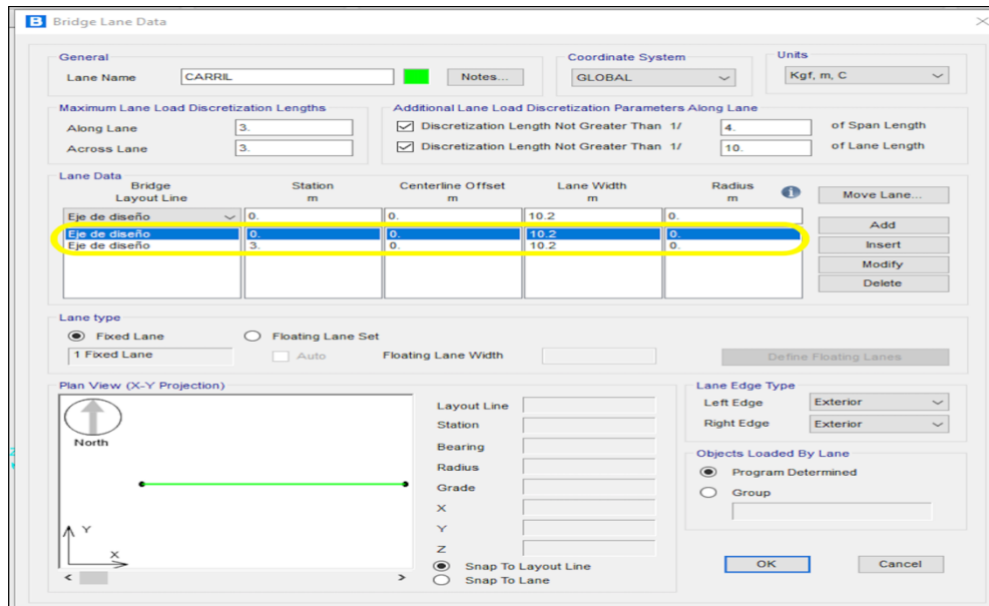 B Bridge Lane Data
General
Coordinate System
Units
Lane Name CARRIL Notes... GLOBAL Kgf, m, C
Maximum Lane Load Discretization Lengths
Additional Lane Load Discretization Parameters Along Lane
Along Lane 3. Discretization Length Not Greater Than 1/ 4. of Span Length
Across Lane 3. Discretization Length Not Greater Than 1/ 10. of Lane Length
Lane Data
Bridge Layout Line Station m Centerline Offset m Lane Width m Radius m
Move Lane...
Eje de diseño 0. 0. 10.2 0.
Eje de diseño 0. 0. 10.2 0.
Eje de diseño 3. 0. 10.2 0.
Add
Insert
Modify
Delete
Lane type
Fixed Lane Floating Lane Set
1 Fixed Lane Auto Floating Lane Width Define Floating Lanes
Plan View (X-Y Projection)
North
Y
X
Layout Line
Station
Bearing
Radius
Grade
X
Y
Z
Snap To Layout Line
Snap To Lane
Lane Edge Type
Left Edge Exterior
Right Edge Exterior
Objects Loaded By Lane
Program Determined
Group
OK Cancel